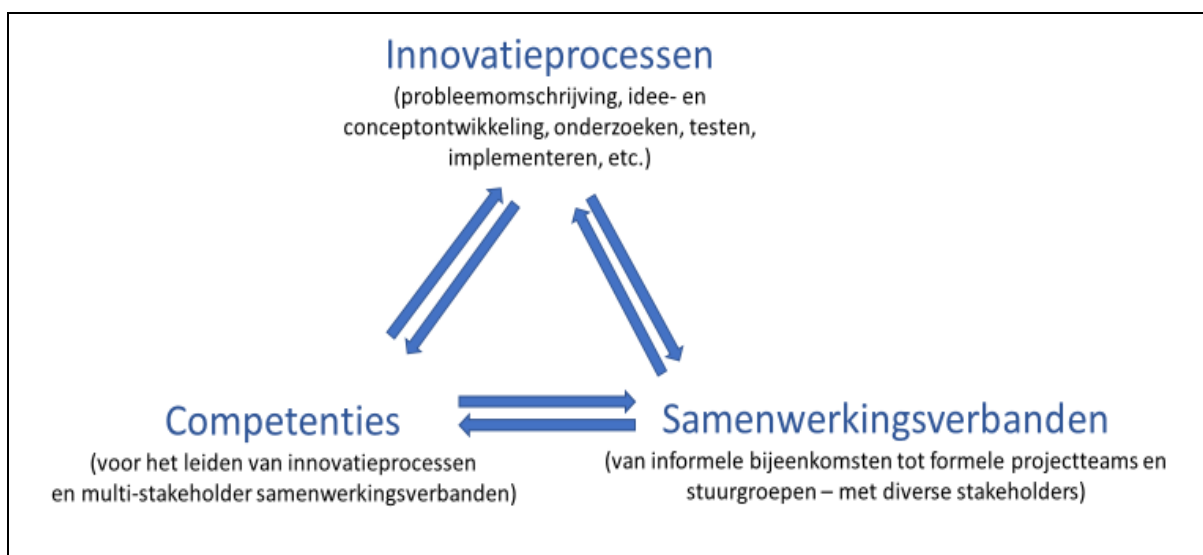 Innovatieprocessen
(probleemomschrijving, idee- en
conceptontwikkeling, onderzoeken, testen,
implementeren, etc.)
Competenties
(voor het leiden van innovatieprocessen
en multi-stakeholder samenwerkingsverbanden)
Samenwerkingsverbanden
(van informele bijeenkomsten tot formele projectteams en
stuurgroepen – met diverse stakeholders)